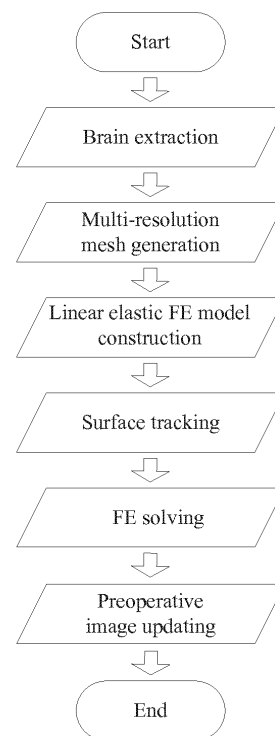 Start
Brain extraction
Multi-resolution
mesh generation
Linear elastic FE model
construction
Surface tracking
FE solving
Preoperative
image updating
End